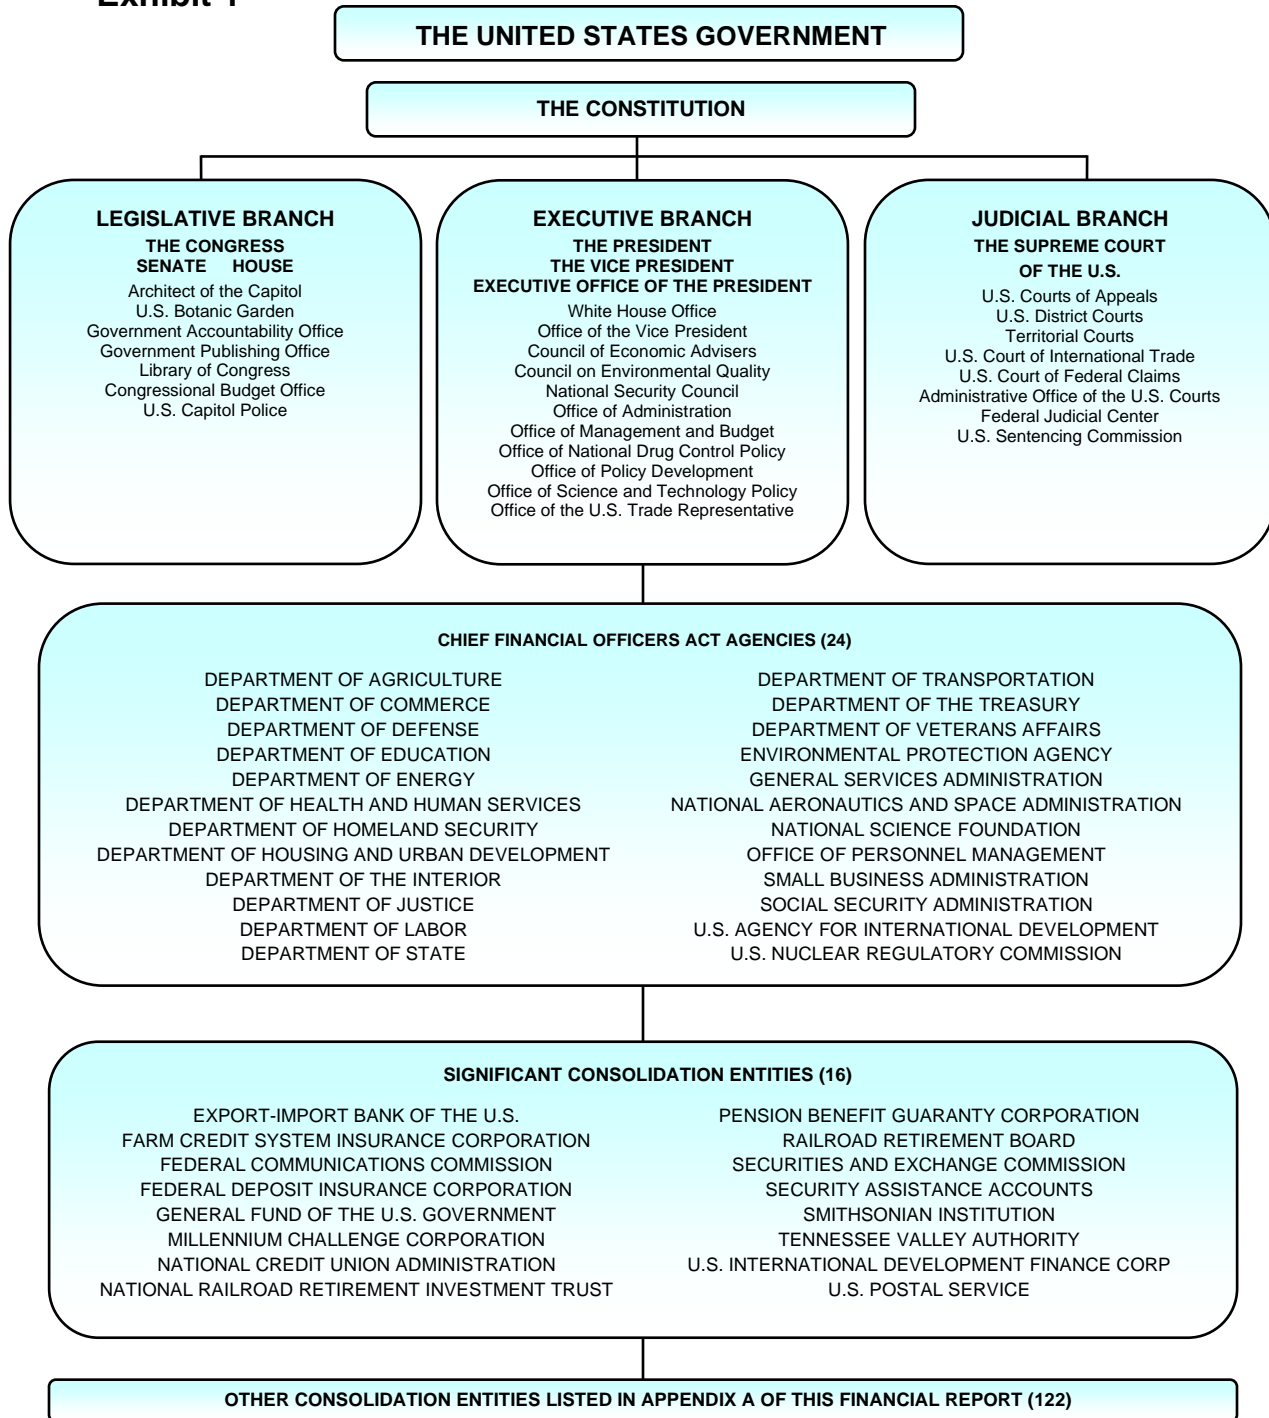 THE UNITED STATES GOVERNMENT
THE CONSTITUTION
LEGISLATIVE BRANCH
THE CONGRESS
SENATE HOUSE
Architect of the Capitol
U.S. Botanic Garden
Government Accountability Office
Government Publishing Office
Library of Congress
Congressional Budget Office
U.S. Capitol Police
EXECUTIVE BRANCH
THE PRESIDENT
THE VICE PRESIDENT
EXECUTIVE OFFICE OF THE PRESIDENT
White House Office
Office of the Vice President
Council of Economic Advisers
Council on Environmental Quality
National Security Council
Office of Administration
Office of Management and Budget
Office of National Drug Control Policy
Office of Policy Development
Office of Science and Technology Policy
Office of the U.S. Trade Representative
JUDICIAL BRANCH
THE SUPREME COURT
OF THE U.S.
U.S. Courts of Appeals
U.S. District Courts
Territorial Courts
U.S. Court of International Trade
U.S. Court of Federal Claims
Administrative Office of the U.S. Courts
Federal Judicial Center
U.S. Sentencing Commission
CHIEF FINANCIAL OFFICERS ACT AGENCIES (24)
DEPARTMENT OF AGRICULTURE
DEPARTMENT OF COMMERCE
DEPARTMENT OF DEFENSE
DEPARTMENT OF EDUCATION
DEPARTMENT OF ENERGY
DEPARTMENT OF HEALTH AND HUMAN SERVICES
DEPARTMENT OF HOMELAND SECURITY
DEPARTMENT OF HOUSING AND URBAN DEVELOPMENT
DEPARTMENT OF THE INTERIOR
DEPARTMENT OF JUSTICE
DEPARTMENT OF LABOR
DEPARTMENT OF STATE
DEPARTMENT OF TRANSPORTATION
DEPARTMENT OF THE TREASURY
DEPARTMENT OF VETERANS AFFAIRS
ENVIRONMENTAL PROTECTION AGENCY
GENERAL SERVICES ADMINISTRATION
NATIONAL AERONAUTICS AND SPACE ADMINISTRATION
NATIONAL SCIENCE FOUNDATION
OFFICE OF PERSONNEL MANAGEMENT
SMALL BUSINESS ADMINISTRATION
SOCIAL SECURITY ADMINISTRATION
U.S. AGENCY FOR INTERNATIONAL DEVELOPMENT
U.S. NUCLEAR REGULATORY COMMISSION
SIGNIFICANT CONSOLIDATION ENTITIES (16)
EXPORT-IMPORT BANK OF THE U.S.
FARM CREDIT SYSTEM INSURANCE CORPORATION
FEDERAL COMMUNICATIONS COMMISSION
FEDERAL DEPOSIT INSURANCE CORPORATION
GENERAL FUND OF THE U.S. GOVERNMENT
MILLENNIUM CHALLENGE CORPORATION
NATIONAL CREDIT UNION ADMINISTRATION
NATIONAL RAILROAD RETIREMENT INVESTMENT TRUST
PENSION BENEFIT GUARANTY CORPORATION
RAILROAD RETIREMENT BOARD
SECURITIES AND EXCHANGE COMMISSION
SECURITY ASSISTANCE ACCOUNTS
SMITHSONIAN INSTITUTION
TENNESSEE VALLEY AUTHORITY
U.S. INTERNATIONAL DEVELOPMENT FINANCE CORP
U.S. POSTAL SERVICE
OTHER CONSOLIDATION ENTITIES LISTED IN APPENDIX A OF THIS FINANCIAL REPORT (122)